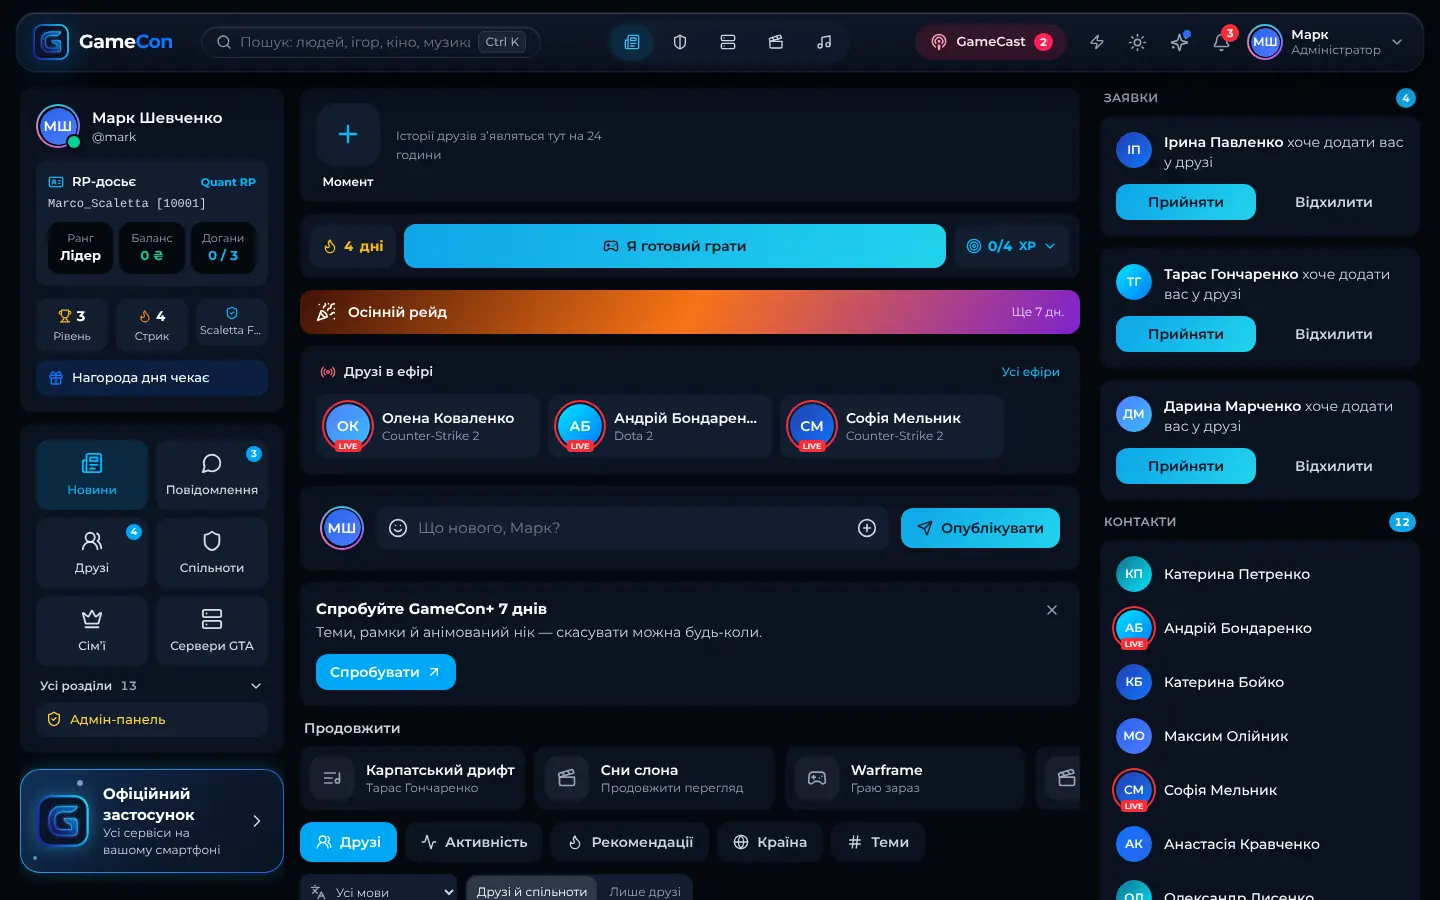 GameCon
Пошук: людей, ігор, кіно, музики
Ctrl K
GameCast 2
3
МШ
Марк
Адміністратор
МШ
Марк Шевченко
@mark
RP-досьє
Quant RP
Marco_Scaletta [10001]
Ранг
Лідер
Баланс
0 ₴
Догани
0 / 3
3
Рівень
4
Стрик
Scaletta F...
Нагорода дня чекає
Новини
3
Повідомлення
4
Друзі
Спільноти
Сім'ї
Сервери GTA
Усі розділи 13
Адмін-панель
Офіційний
застосунок
Усі сервіси на
вашому смартфоні
Момент
Історії друзів з'являться тут на 24
години
4 дні
Я готовий грати
0/4 XP
Осінній рейд
Ще 7 дн.
Друзі в ефірі
Усі ефіри
ОК
LIVE
Олена Коваленко
Counter-Strike 2
АБ
LIVE
Андрій Бондарен...
Dota 2
СМ
LIVE
Софія Мельник
Counter-Strike 2
МШ
Що нового, Марк?
Опублікувати
Спробуйте GameCon+ 7 днів
Теми, рамки й анімований нік — скасувати можна будь-коли.
Спробувати
Продовжити
Карпатський дрифт
Тарас Гончаренко
Сни слона
Продовжити перегляд
Warframe
Граю зараз
Друзі
Активність
Рекомендації
Країна
Теми
Усі мови
Друзі й спільноти
Лише друзі
ЗАЯВКИ
4
ІП
Ірина Павленко хоче додати вас
у друзі
Прийняти
Відхилити
ТГ
Тарас Гончаренко хоче додати
вас у друзі
Прийняти
Відхилити
ДМ
Дарина Марченко хоче додати
вас у друзі
Прийняти
Відхилити
КОНТАКТИ
12
КП
Катерина Петренко
АБ
LIVE
Андрій Бондаренко
КБ
Катерина Бойко
МО
Максим Олійник
СМ
LIVE
Софія Мельник
АК
Анастасія Кравченко
ОЛ
Олександр Лисенко